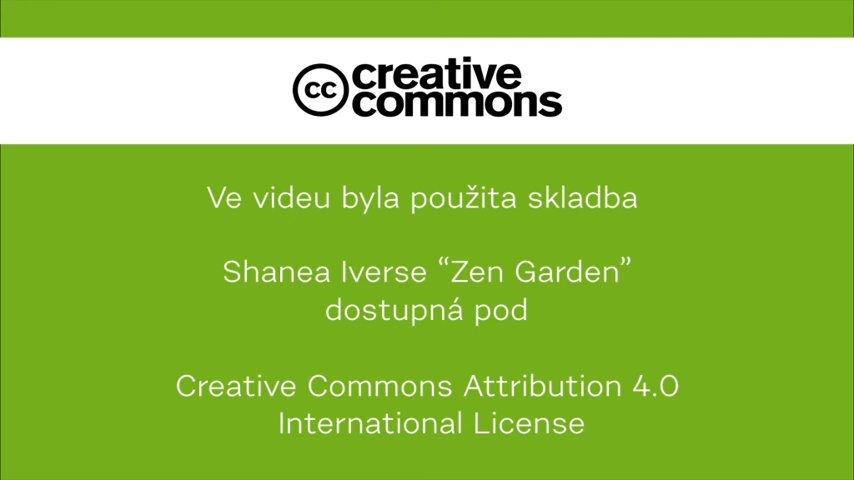 cc creative
commons
Ve videu byla použita skladba
Shanea Iverse “Zen Garden”
dostupná pod
Creative Commons Attribution 4.0
International License